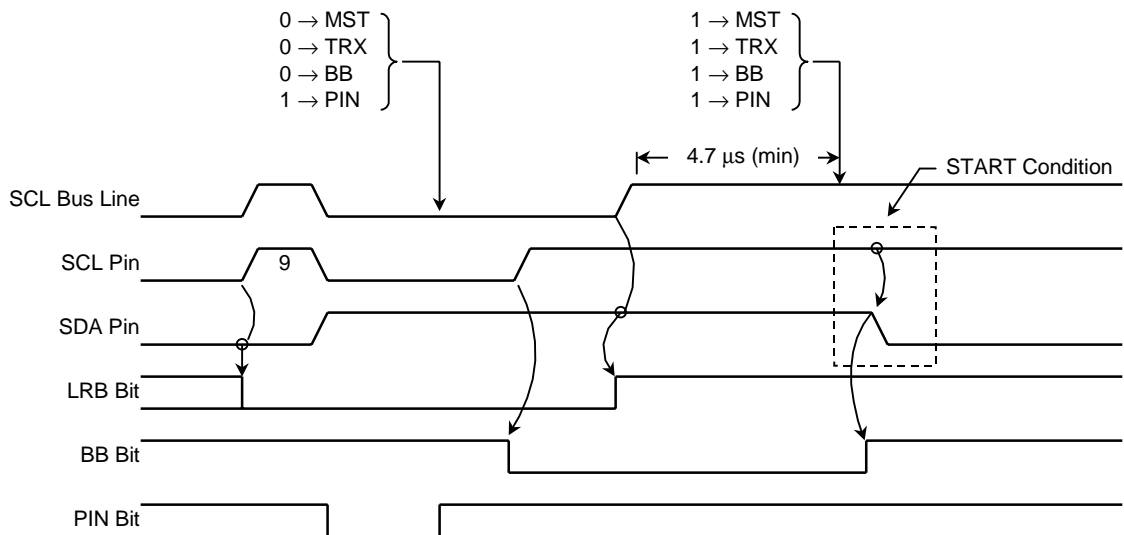 0 → MST
0 → TRX
0 → BB
1 → PIN
1 → MST
1 → TRX
1 → BB
1 → PIN
4.7 μs (min)
START Condition
SCL Bus Line
SCL Pin
9
SDA Pin
LRB Bit
BB Bit
PIN Bit